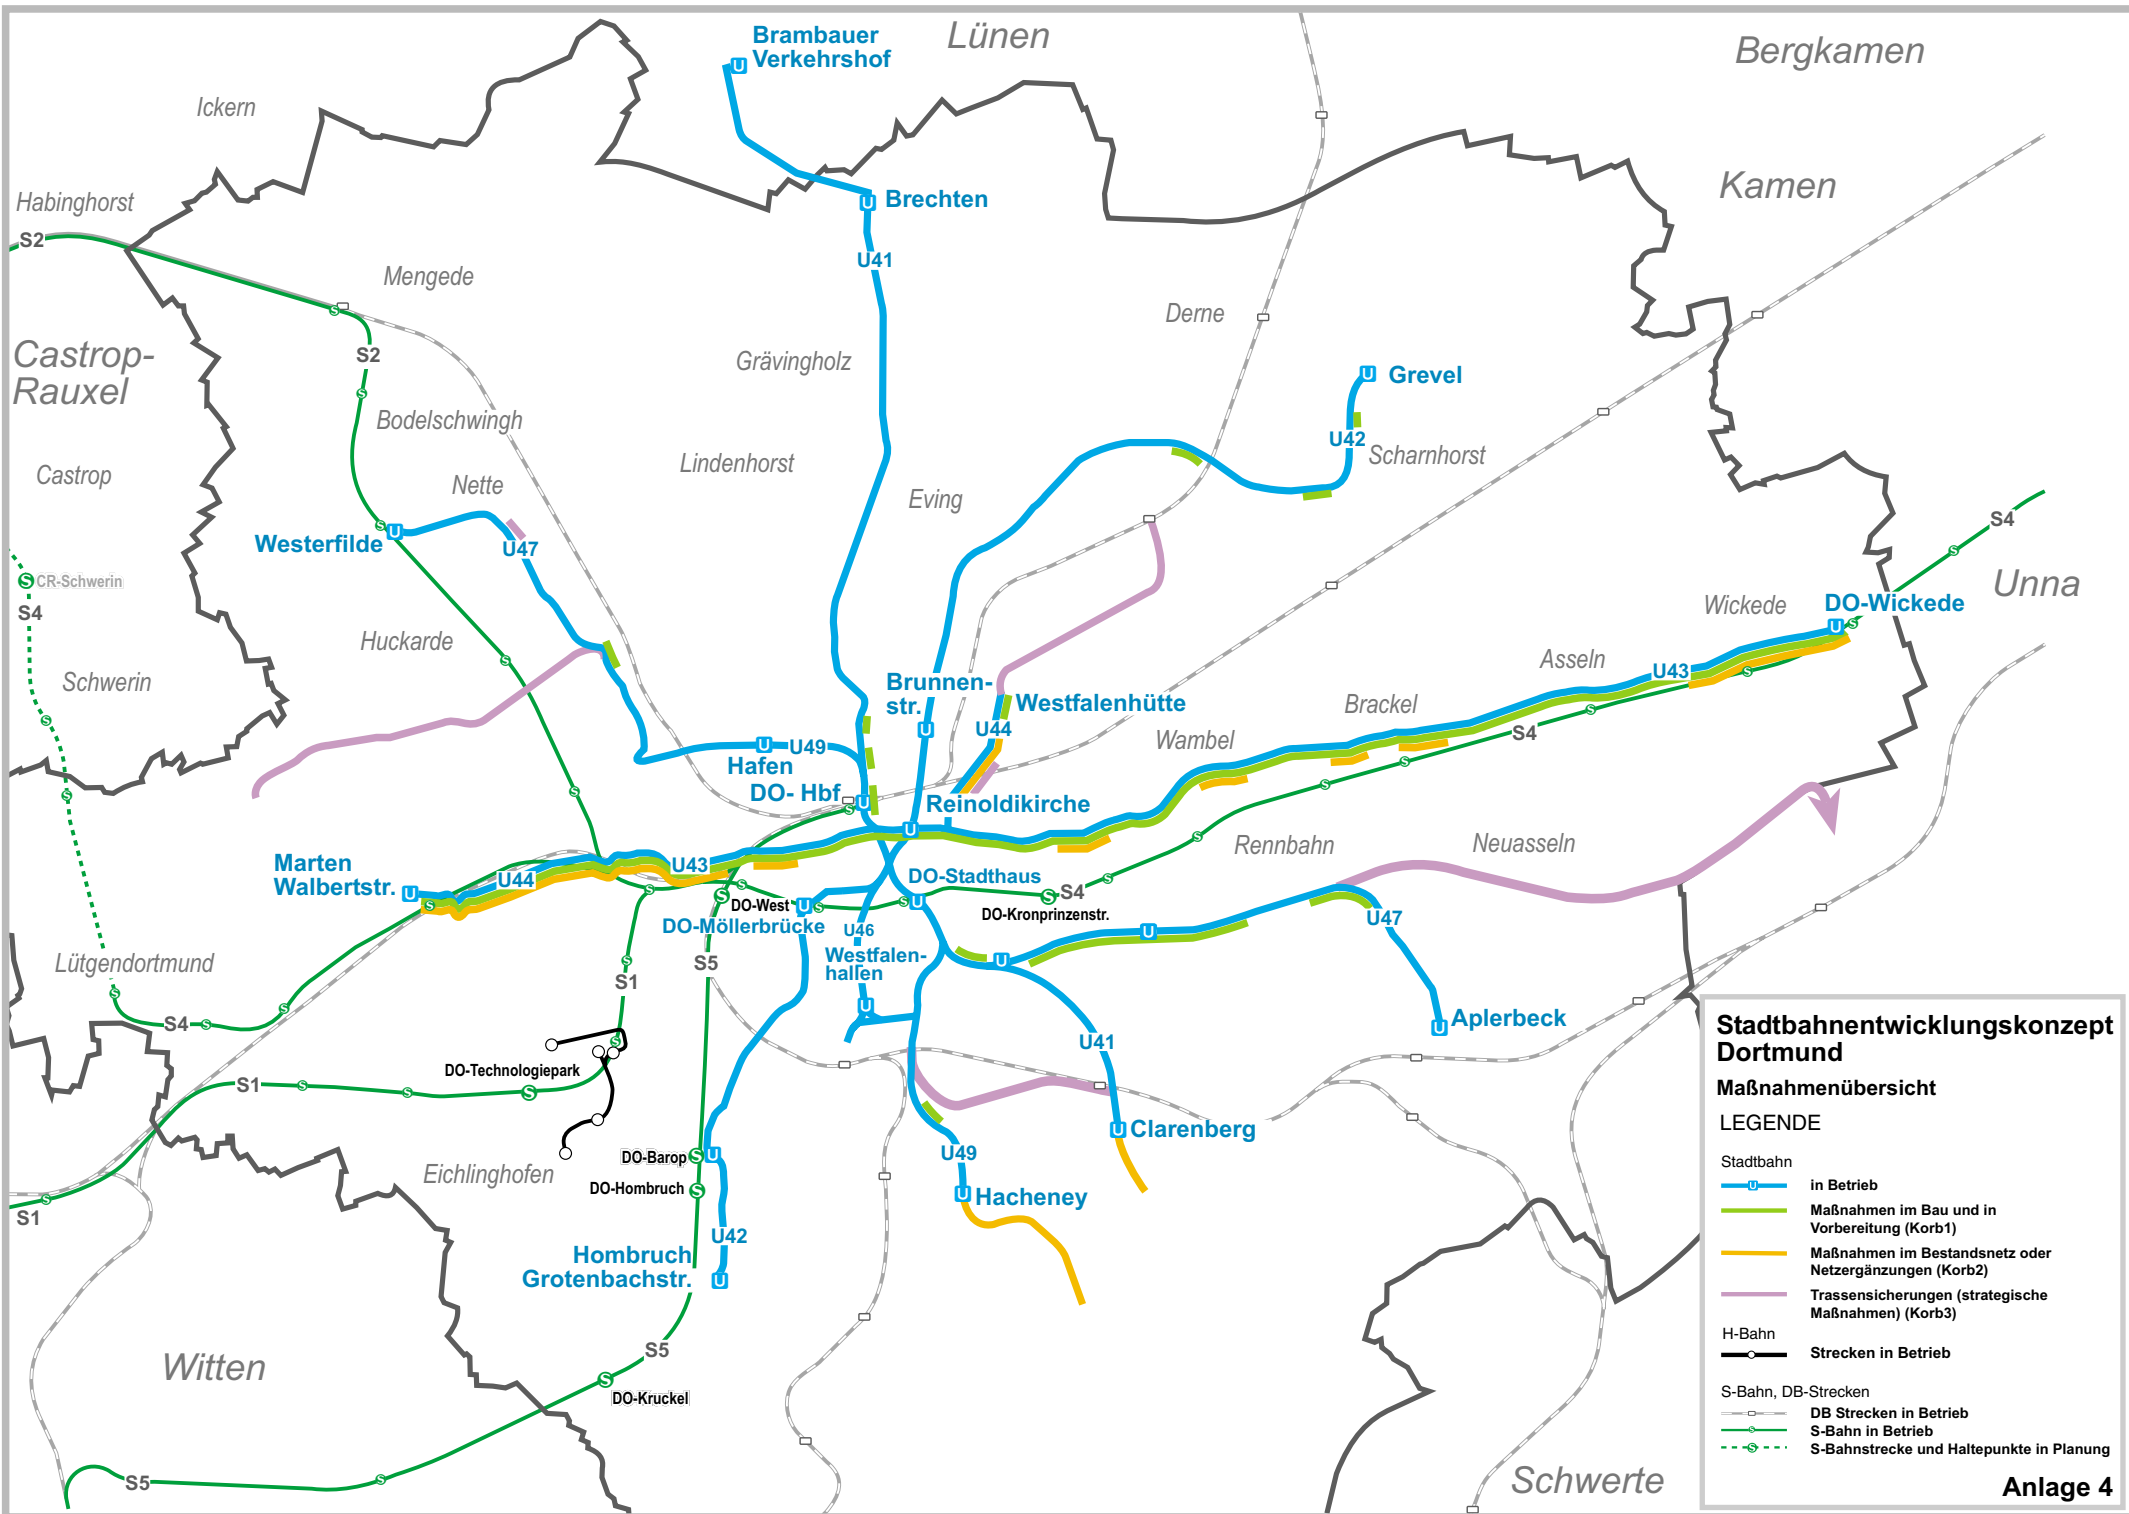 Brambauer
Verkehrshof
Lünen
Bergkamen
Ickern
Kamen
Habinghorst
S2
Brechten
U41
Mengede
Derne
Castrop-
Rauxel
S2
Grävingholz
Grevel
Bodelschwingh
U42
Scharnhorst
Castrop
Lindenhorst
Nette
Eving
S4
Westerfilde
U47
CR-Schwerin
S4
Unna
Wickede
DO-Wickede
Huckarde
Asseln
U43
Schwerin
Brunnen-
str.
Westfalenhütte
Brackel
U44
Wambel
S4
U49
Hafen
DO- Hbf
Reinoldikirche
Rennbahn
Neuasseln
Marten
Walbertstr.
U43
U44
DO-Stadthaus
S4
DO-West
DO-Kronprinzenstr.
DO-Möllerbrücke
U46
U47
Westfalen-
hallen
Lütgendortmund
S5
S1
S4
Aplerbeck
U41
DO-Technologiepark
S1
Clarenberg
U49
DO-Barop
Eichlinghofen
DO-Hombruch
Hacheney
S1
U42
Hombruch
Grotenbachstr.
S5
Witten
DO-Kruckel
S5
Schwerte
Stadtbahnentwicklungskonzept
Dortmund
Maßnahmenübersicht
LEGENDE
Stadtbahn
in Betrieb
Maßnahmen im Bau und in
Vorbereitung (Korb1)
Maßnahmen im Bestandsnetz oder
Netzergänzungen (Korb2)
Trassensicherungen (strategische
Maßnahmen) (Korb3)
H-Bahn
Strecken in Betrieb
S-Bahn, DB-Strecken
DB Strecken in Betrieb
S-Bahn in Betrieb
S-Bahnstrecke und Haltepunkte in Planung
Anlage 4